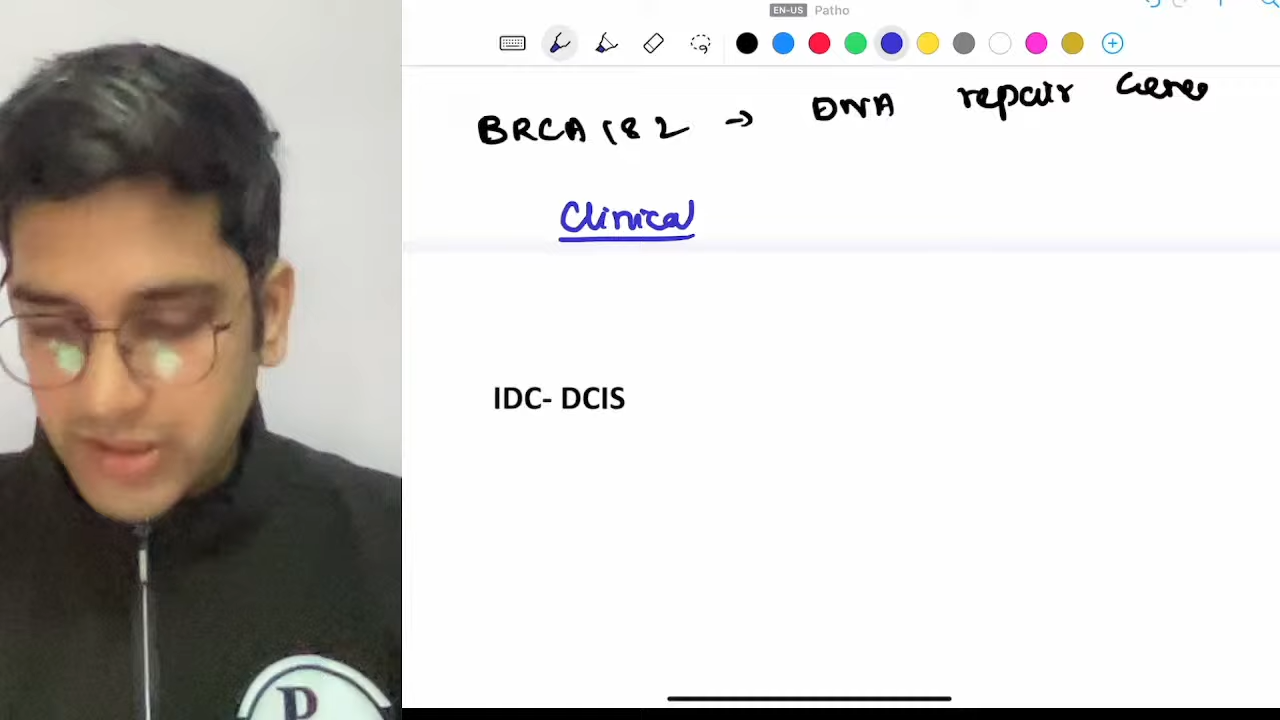 EN-US Patho
BRCA 1 & 2 → DNA repair Genes
Clinical
IDC- DCIS
P